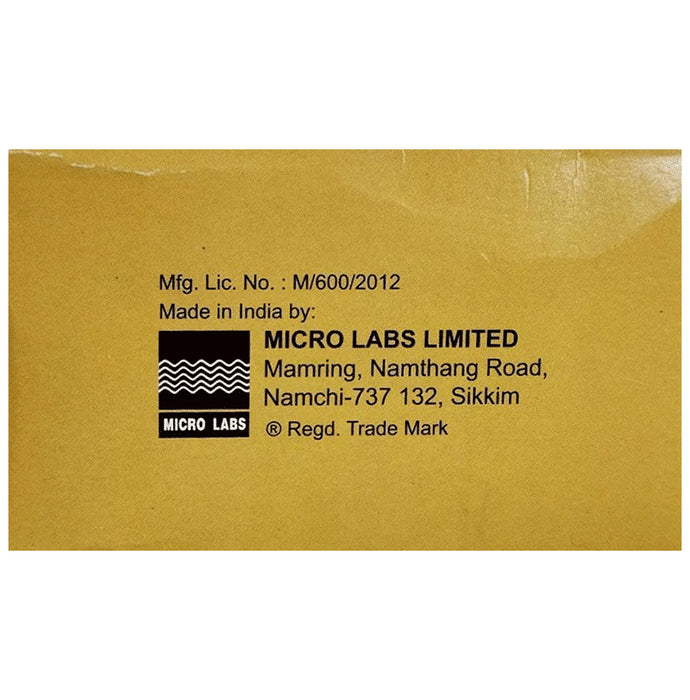 Mfg. Lic. No. : M/600/2012
Made in India by:
MICRO LABS LIMITED
Mamring, Namthang Road,
Namchi-737 132, Sikkim
MICRO LABS
® Regd. Trade Mark